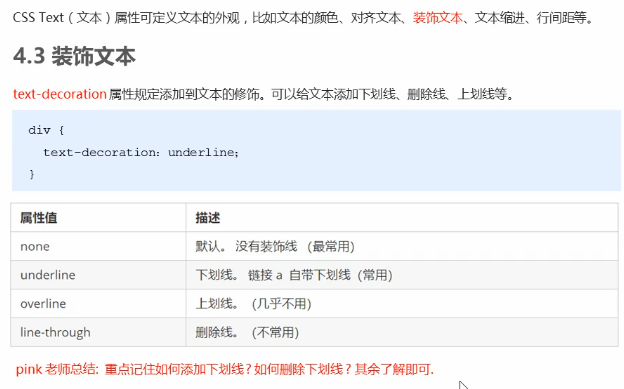 CSS Text（文本）属性可定义文本的外观，比如文本的颜色、对齐文本、装饰文本、文本缩进、行间距等。
4.3 装饰文本
text-decoration 属性规定添加到文本的修饰。可以给文本添加下划线、删除线、上划线等。
div {
text-decoration：underline；
}
属性值 描述
none 默认。没有装饰线（最常用）
underline 下划线。链接 a 自带下划线（常用）
overline 上划线。（几乎不用）
line-through 删除线。（不常用）
pink 老师总结: 重点记住如何添加下划线？如何删除下划线？其余了解即可.